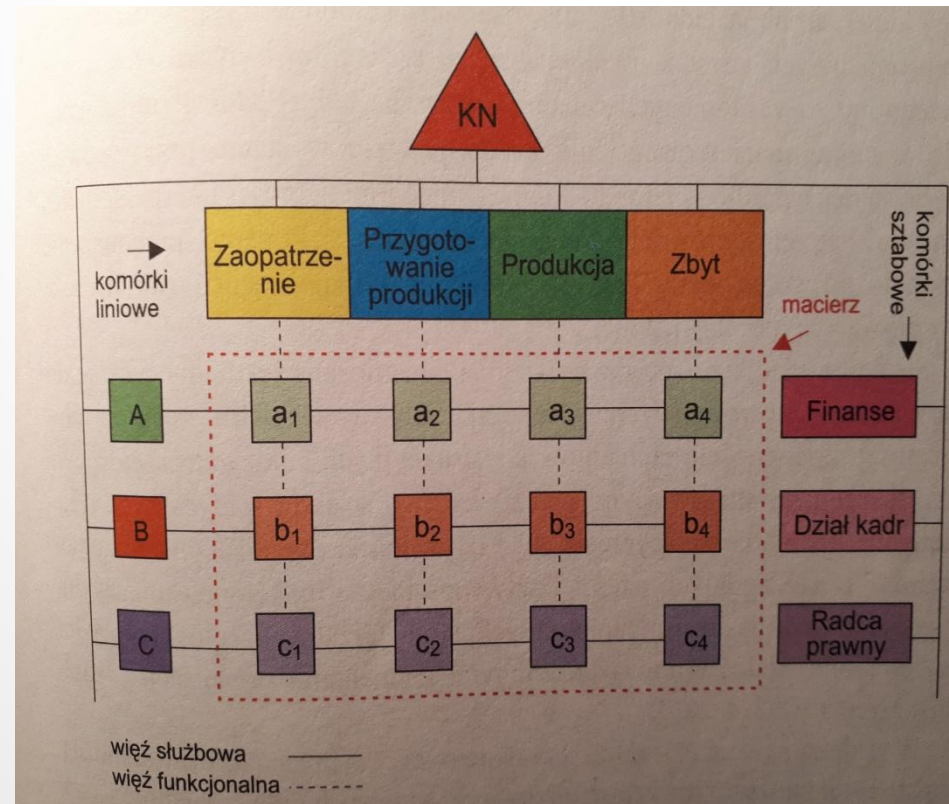 KN
Zaopatrze-
nie
Przygoto-
wanie
produkcji
Produkcja
Zbyt
komórki
liniowe
komórki
sztabowe
macierz
A
a1
a2
a3
a4
Finanse
B
b1
b2
b3
b4
Dział kadr
C
c1
c2
c3
c4
Radca
prawny
więź służbowa
więź funkcjonalna